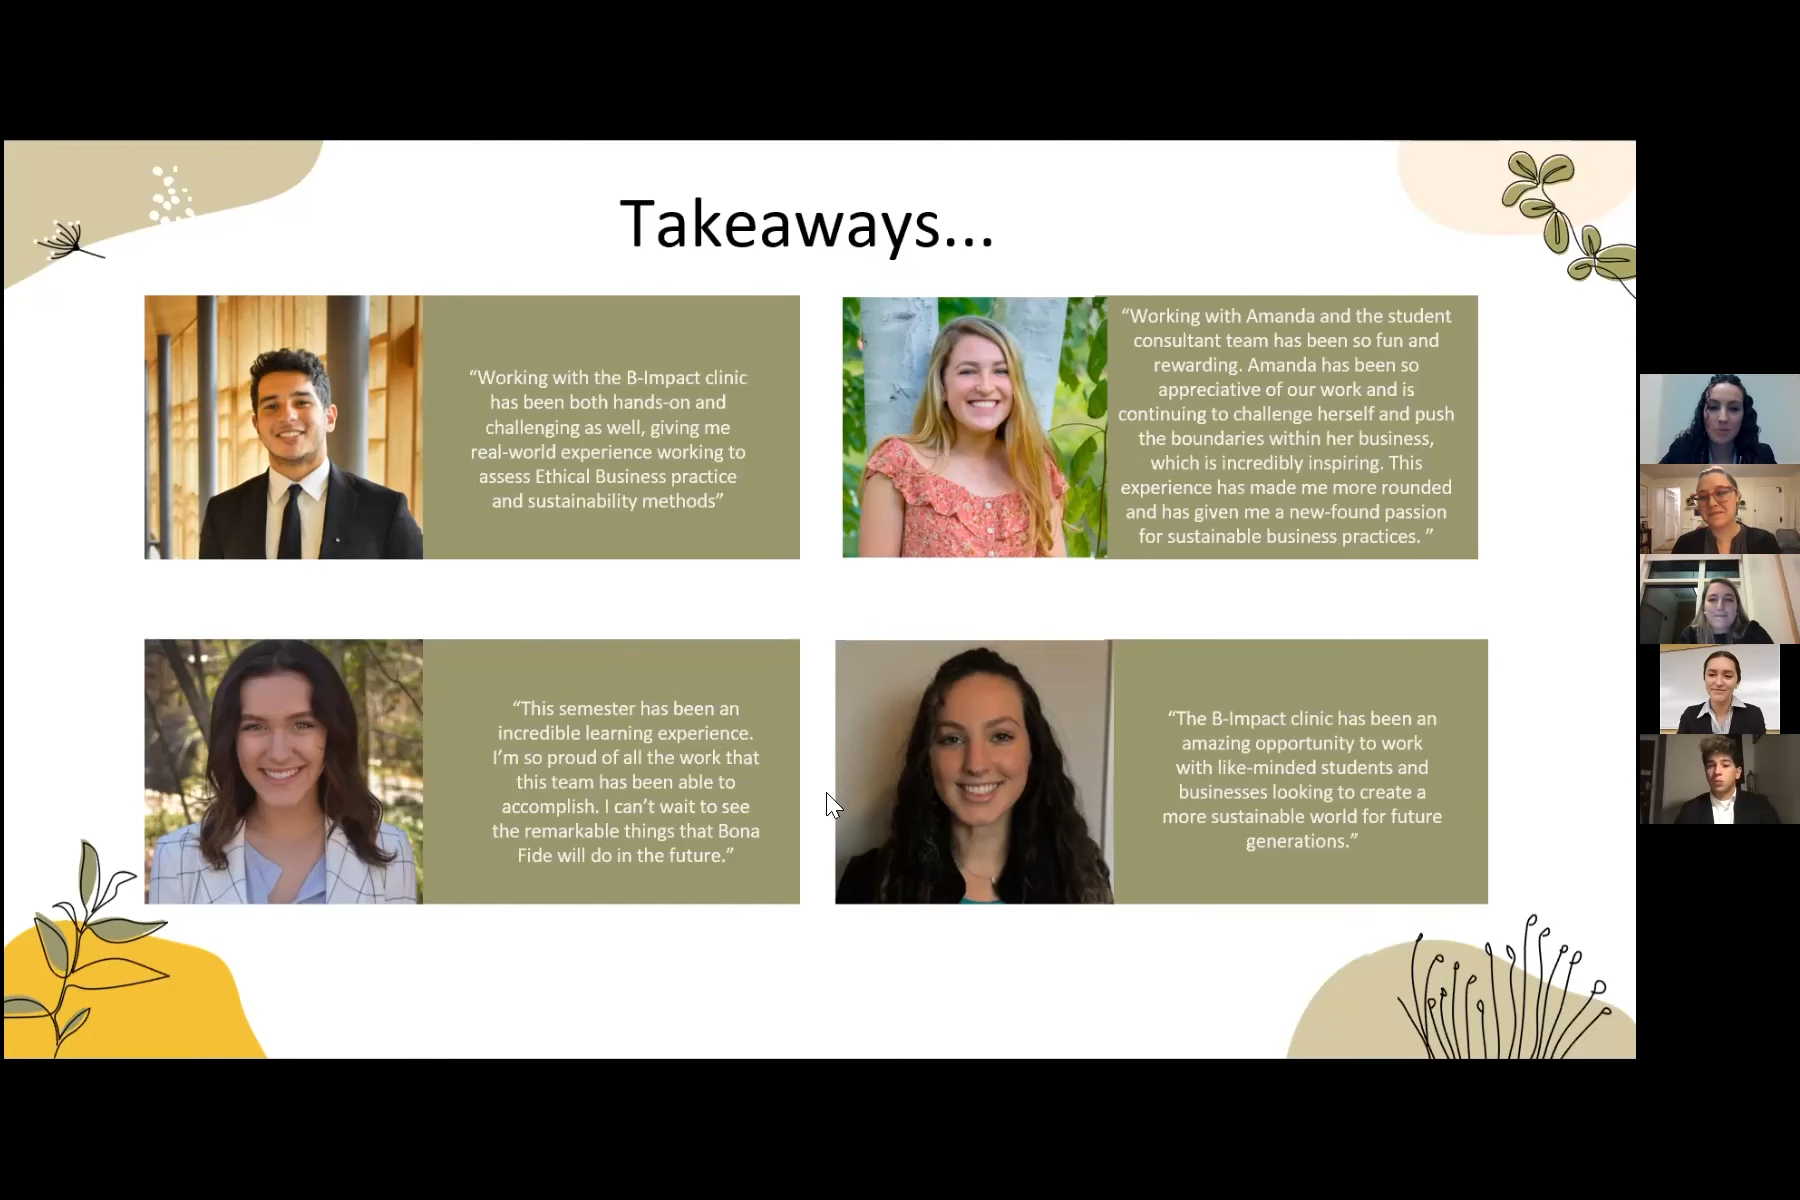 Takeaways...
“Working with the B-Impact clinic
has been both hands-on and
challenging as well, giving me
real-world experience working to
assess Ethical Business practice
and sustainability methods”
“Working with Amanda and the student
consultant team has been so fun and
rewarding. Amanda has been so
appreciative of our work and is
continuing to challenge herself and push
the boundaries within her business,
which is incredibly inspiring. This
experience has made me more rounded
and has given me a new-found passion
for sustainable business practices. ”
“This semester has been an
incredible learning experience.
I’m so proud of all the work that
this team has been able to
accomplish. I can’t wait to see
the remarkable things that Bona
Fide will do in the future.”
“The B-Impact clinic has been an
amazing opportunity to work
with like-minded students and
businesses looking to create a
more sustainable world for future
generations.”